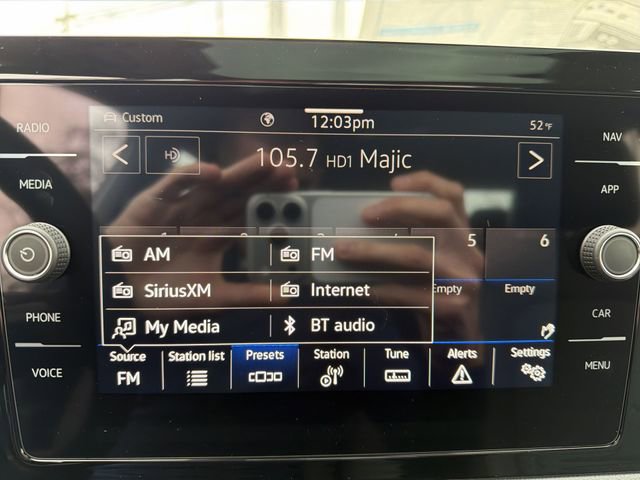 RADIO
MEDIA
PHONE
VOICE
Custom
12:03pm
52°F
HD
105.7 HD1 Majic
5 6
Empty Empty
AM FM
SiriusXM Internet
My Media BT audio
Source Station list Presets Station Tune Alerts Settings
FM
NAV
APP
CAR
MENU